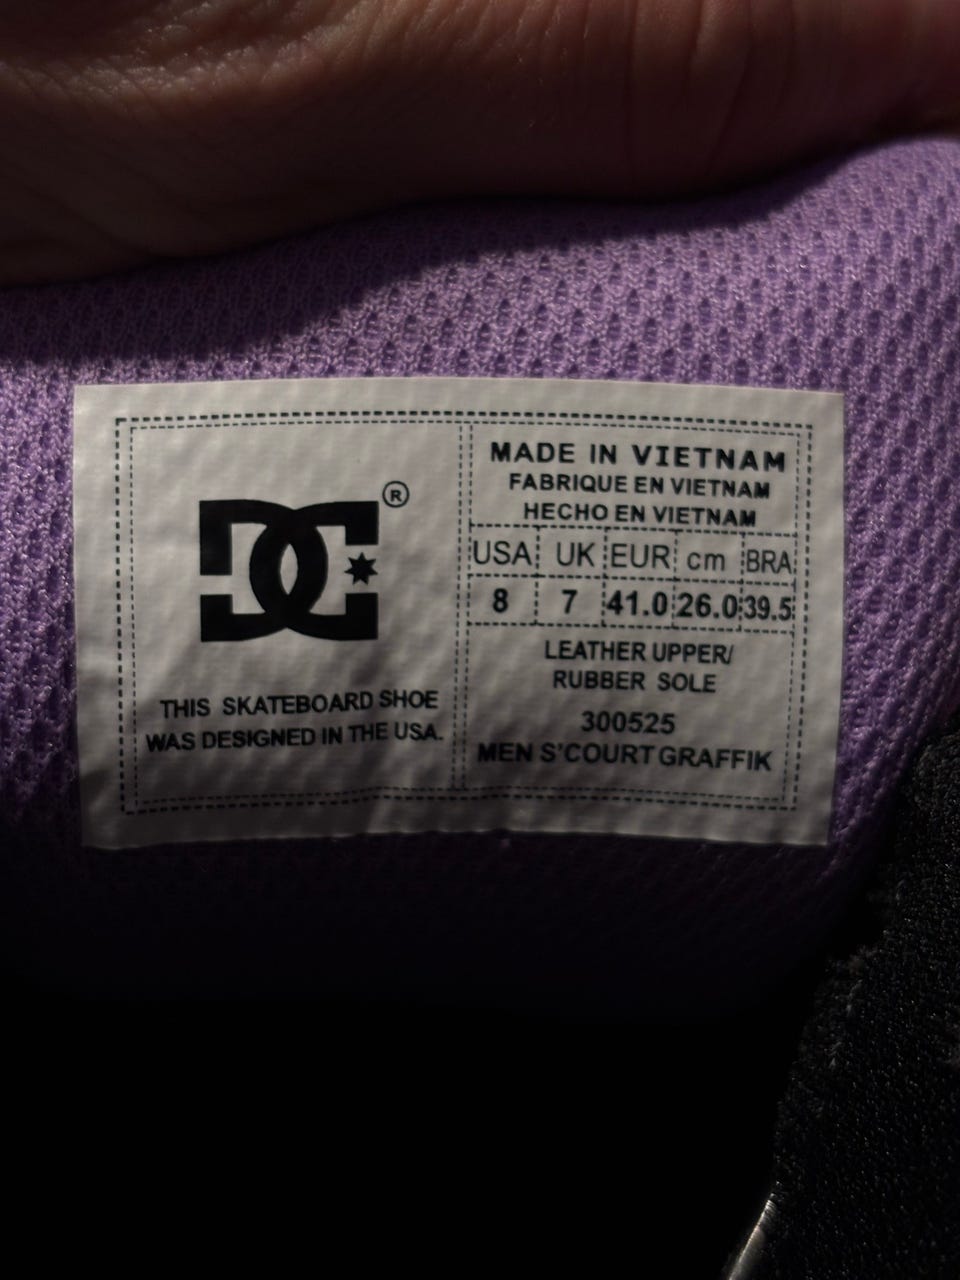 DC®
THIS SKATEBOARD SHOE
WAS DESIGNED IN THE USA.
MADE IN VIETNAM
FABRIQUE EN VIETNAM
HECHO EN VIETNAM
USA UK EUR cm BRA
8 7 41.0 26.0 39.5
LEATHER UPPER/
RUBBER SOLE
300525
MEN S'COURT GRAFFIK